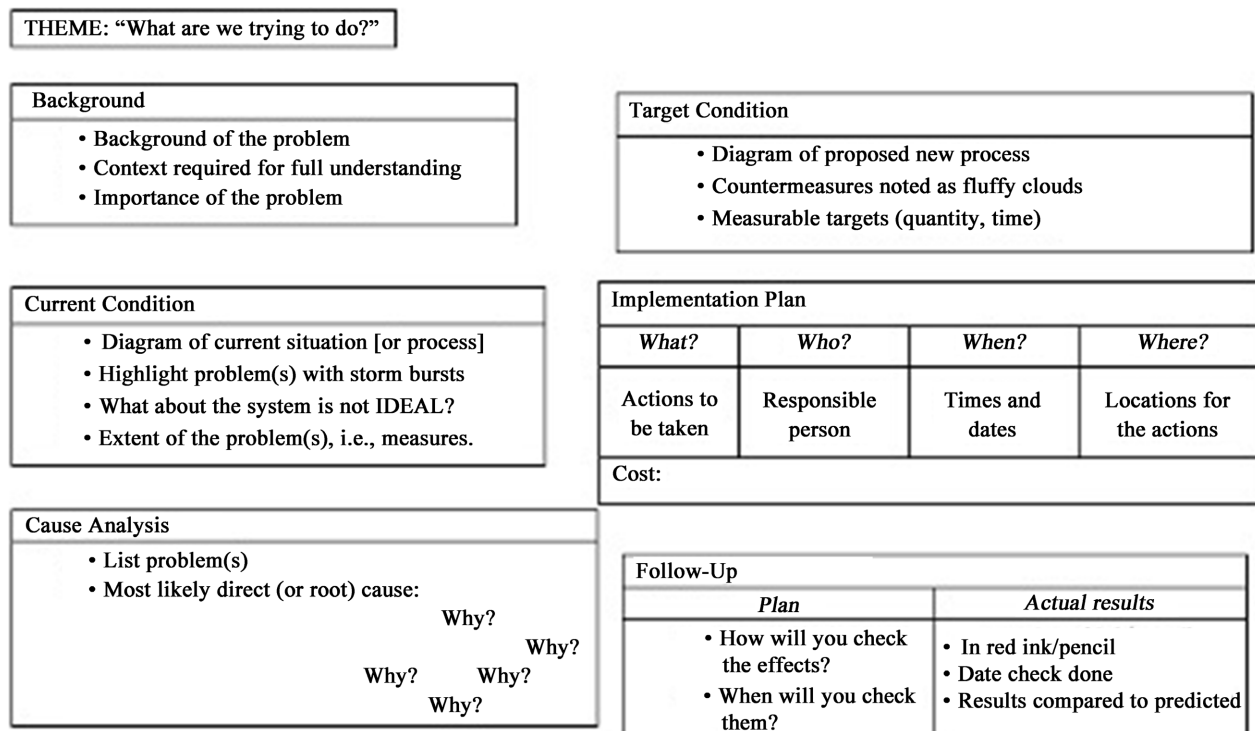 THEME: “What are we trying to do?”
Background
• Background of the problem
• Context required for full understanding
• Importance of the problem
Current Condition
• Diagram of current situation [or process]
• Highlight problem(s) with storm bursts
• What about the system is not IDEAL?
• Extent of the problem(s), i.e., measures.
Cause Analysis
• List problem(s)
• Most likely direct (or root) cause:
Why?
Why?
Why? Why?
Why?
Target Condition
• Diagram of proposed new process
• Countermeasures noted as fluffy clouds
• Measurable targets (quantity, time)
Implementation Plan
What? Who? When? Where?
Actions to Responsible Times and Locations for
be taken person dates the actions
Cost:
Follow-Up
Plan Actual results
• How will you check
the effects?
• When will you check
them?
• In red ink/pencil
• Date check done
• Results compared to predicted